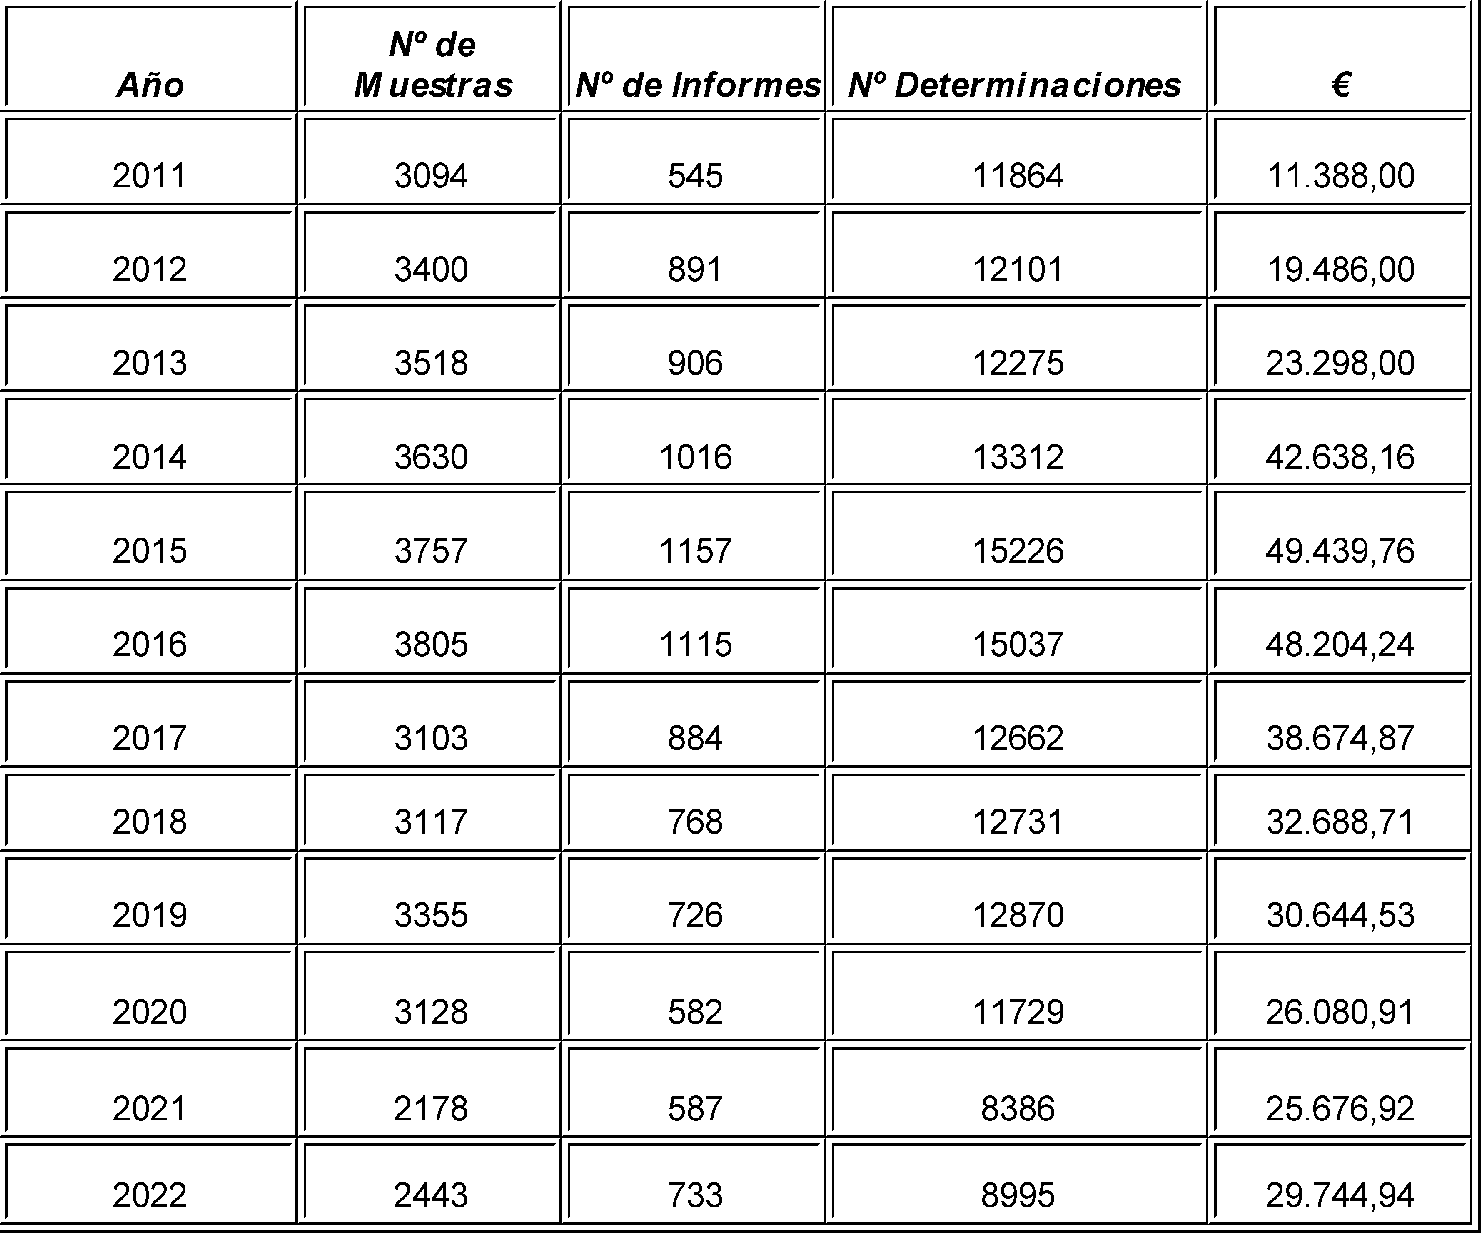 Año Nº de Muestras Nº de Informes Nº Determinaciones €
2011 3094 545 11864 11.388,00
2012 3400 891 12101 19.486,00
2013 3518 906 12275 23.298,00
2014 3630 1016 13312 42.638,16
2015 3757 1157 15226 49.439,76
2016 3805 1115 15037 48.204,24
2017 3103 884 12662 38.674,87
2018 3117 768 12731 32.688,71
2019 3355 726 12870 30.644,53
2020 3128 582 11729 26.080,91
2021 2178 587 8386 25.676,92
2022 2443 733 8995 29.744,94